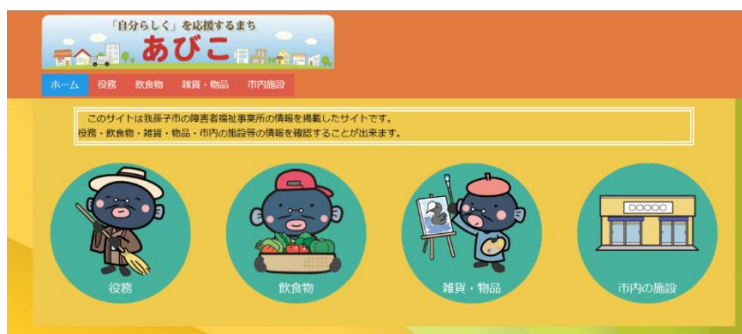 「自分らしく」を応援するまち
あびこ
ホーム 役務 飲食物 雑貨・物品 市内施設
このサイトは我孫子市の障害者福祉事業所の情報を掲載したサイトです。
役務・飲食物・雑貨・物品・市内の施設等の情報を確認することが出来ます。
○○○○○
役務 飲食物 雑貨・物品 市内の施設